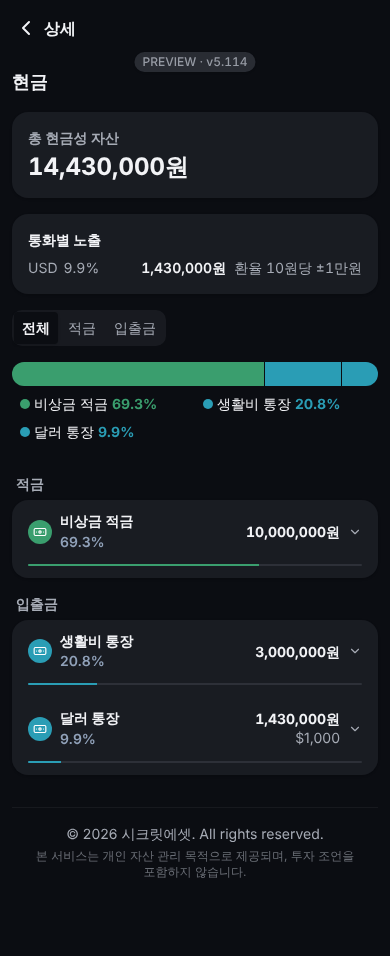 상세
PREVIEW · v5.114
현금
총 현금성 자산
14,430,000원
통화별 노출
USD 9.9% 1,430,000원 환율 10원당 ±1만원
전체 적금 입출금
비상금 적금 69.3% 생활비 통장 20.8%
달러 통장 9.9%
적금
비상금 적금
69.3%
10,000,000원
입출금
생활비 통장
20.8%
3,000,000원
달러 통장
9.9%
1,430,000원
$1,000
© 2026 시크릿에셋. All rights reserved.
본 서비스는 개인 자산 관리 목적으로 제공되며, 투자 조언을
포함하지 않습니다.